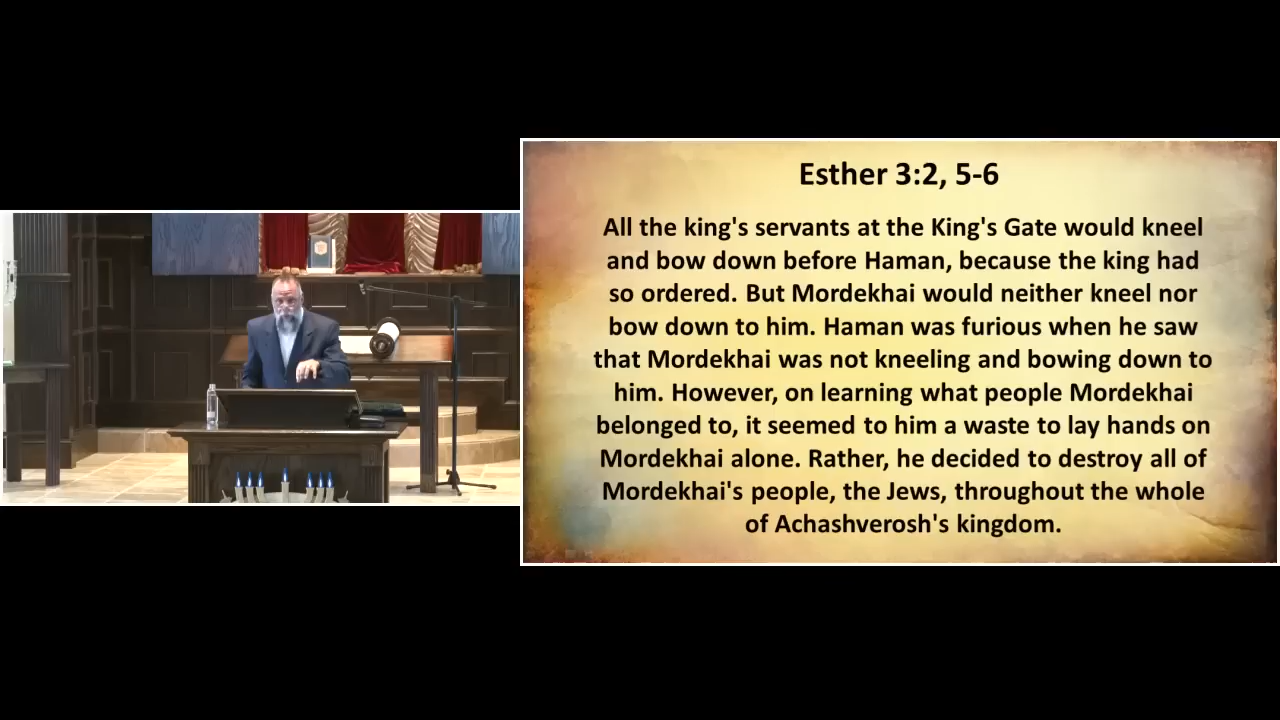 Esther 3:2, 5-6
All the king's servants at the King's Gate would kneel
and bow down before Haman, because the king had
so ordered. But Mordekhai would neither kneel nor
bow down to him. Haman was furious when he saw
that Mordekhai was not kneeling and bowing down to
him. However, on learning what people Mordekhai
belonged to, it seemed to him a waste to lay hands on
Mordekhai alone. Rather, he decided to destroy all of
Mordekhai's people, the Jews, throughout the whole
of Achashverosh's kingdom.